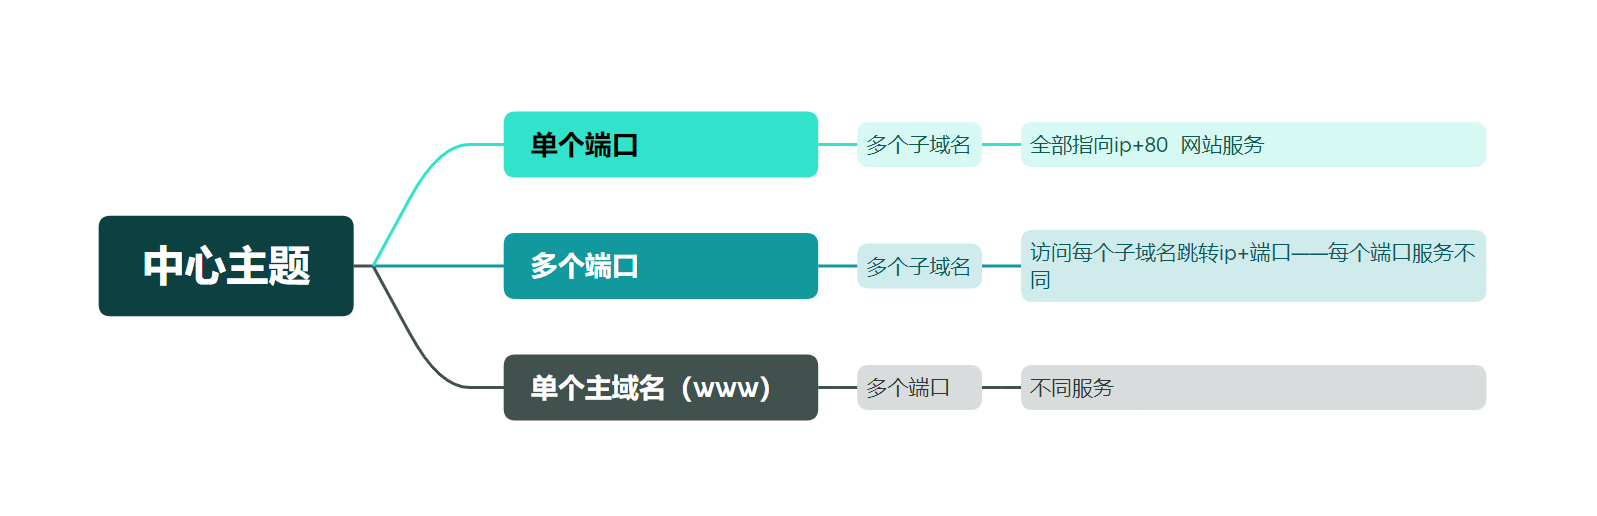 中心主题
单个端口
多个子域名
全部指向ip+80 网站服务
多个端口
多个子域名
访问每个子域名跳转ip+端口——每个端口服务不
同
单个主域名（www）
多个端口
不同服务